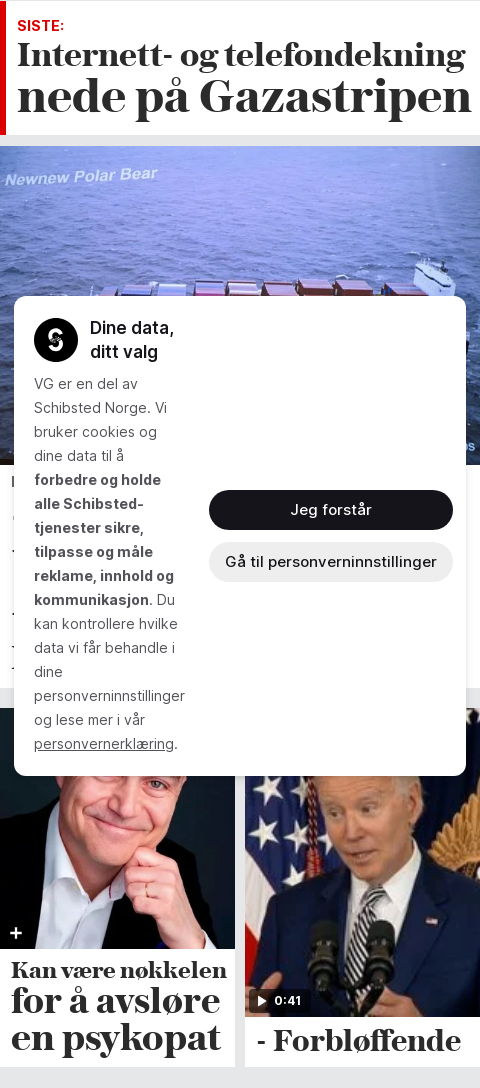 SISTE:
Internett- og telefondekning
nede på Gazastripen
Newnew Polar Bear
Dine data,
ditt valg
VG er en del av
Schibsted Norge. Vi
bruker cookies og
dine data til å
forbedre og holde
alle Schibsted-
tjenester sikre,
tilpasse og måle
reklame, innhold og
kommunikasjon. Du
kan kontrollere hvilke
data vi får behandle i
dine
personverninnstillinger
og lese mer i vår
personvernerklæring.
Jeg forstår
Gå til personverninnstillinger
0:41
Kan være nøkkelen
for å avsløre
en psykopat
- Forbløffende